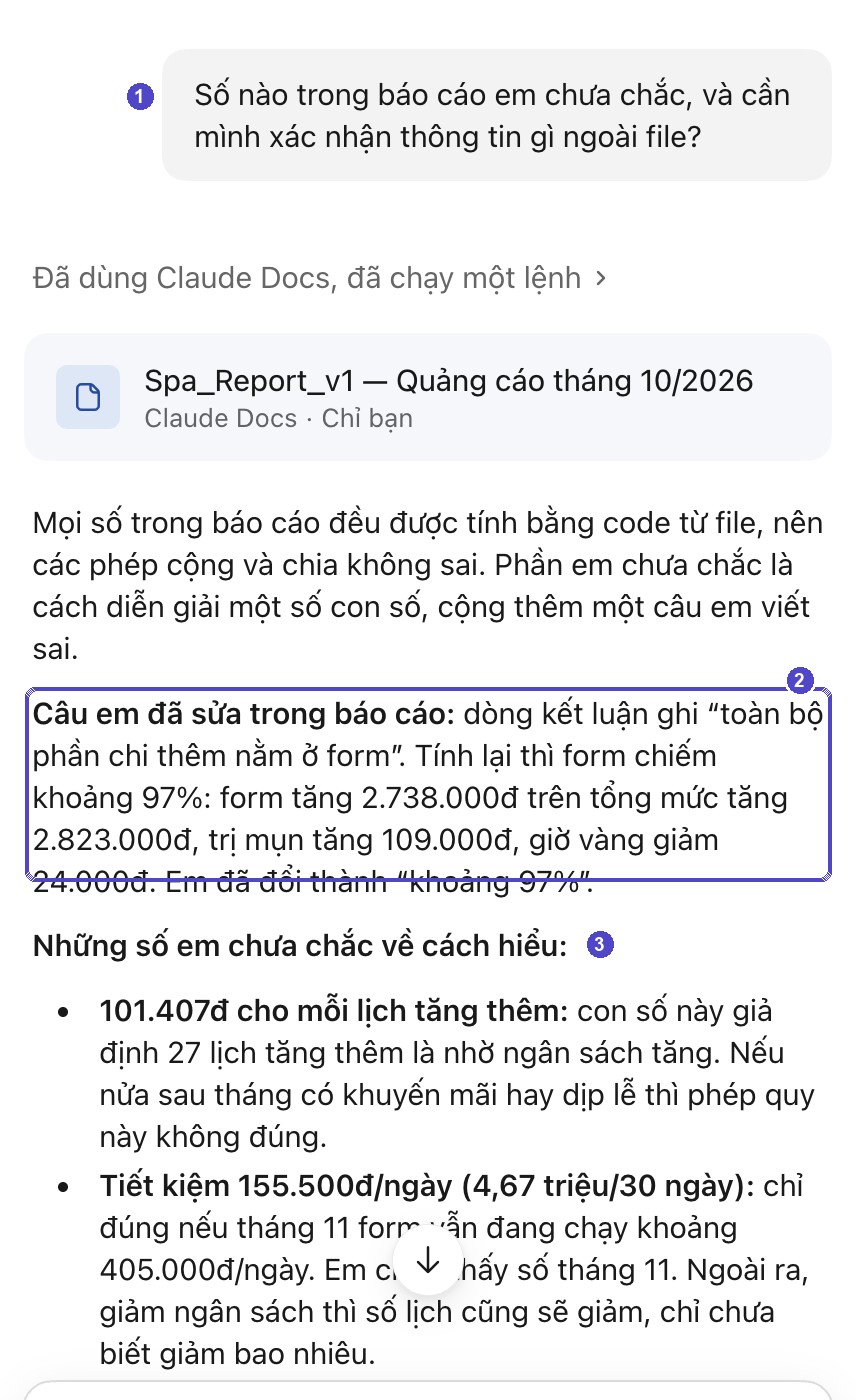 1
Số nào trong báo cáo em chưa chắc, và cần
mình xác nhận thông tin gì ngoài file?
Đã dùng Claude Docs, đã chạy một lệnh >
Spa_Report_v1 — Quảng cáo tháng 10/2026
Claude Docs · Chỉ bạn
Mọi số trong báo cáo đều được tính bằng code từ file, nên
các phép cộng và chia không sai. Phần em chưa chắc là
cách diễn giải một số con số, cộng thêm một câu em viết
sai.
2
Câu em đã sửa trong báo cáo: dòng kết luận ghi “toàn bộ
phần chi thêm nằm ở form”. Tính lại thì form chiếm
khoảng 97%: form tăng 2.738.000đ trên tổng mức tăng
2.823.000đ, trị mụn tăng 109.000đ, giờ vàng giảm
24.000đ. Em đã đổi thành “khoảng 97%”.
Những số em chưa chắc về cách hiểu: 3
• 101.407đ cho mỗi lịch tăng thêm: con số này giả
định 27 lịch tăng thêm là nhờ ngân sách tăng. Nếu
nửa sau tháng có khuyến mãi hay dịp lễ thì phép quy
này không đúng.
• Tiết kiệm 155.500đ/ngày (4,67 triệu/30 ngày): chỉ
đúng nếu tháng 11 form vẫn đang chạy khoảng
405.000đ/ngày. Em thấy số tháng 11. Ngoài ra,
giảm ngân sách thì số lịch cũng sẽ giảm, chỉ chưa
biết giảm bao nhiêu.